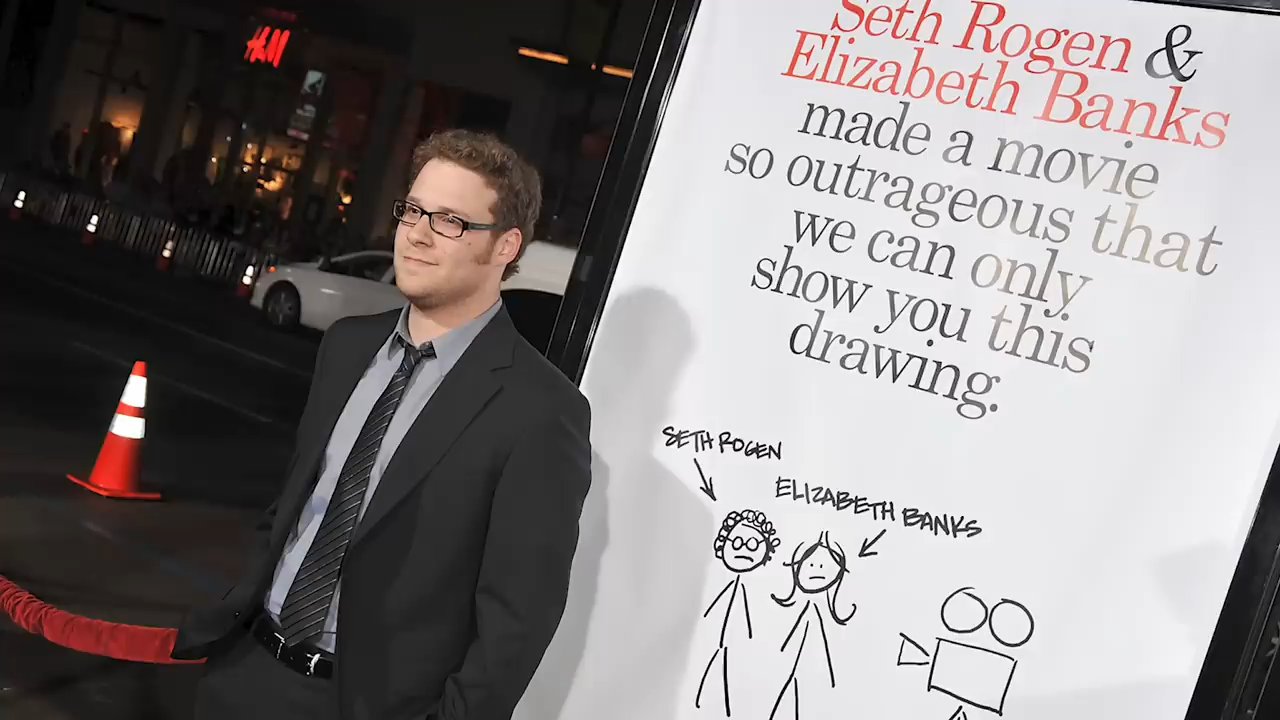 H&M
Seth Rogen &
Elizabeth Banks
made a movie
so outrageous that
we can only
show you this
drawing.
SETH ROGEN
ELIZABETH BANKS